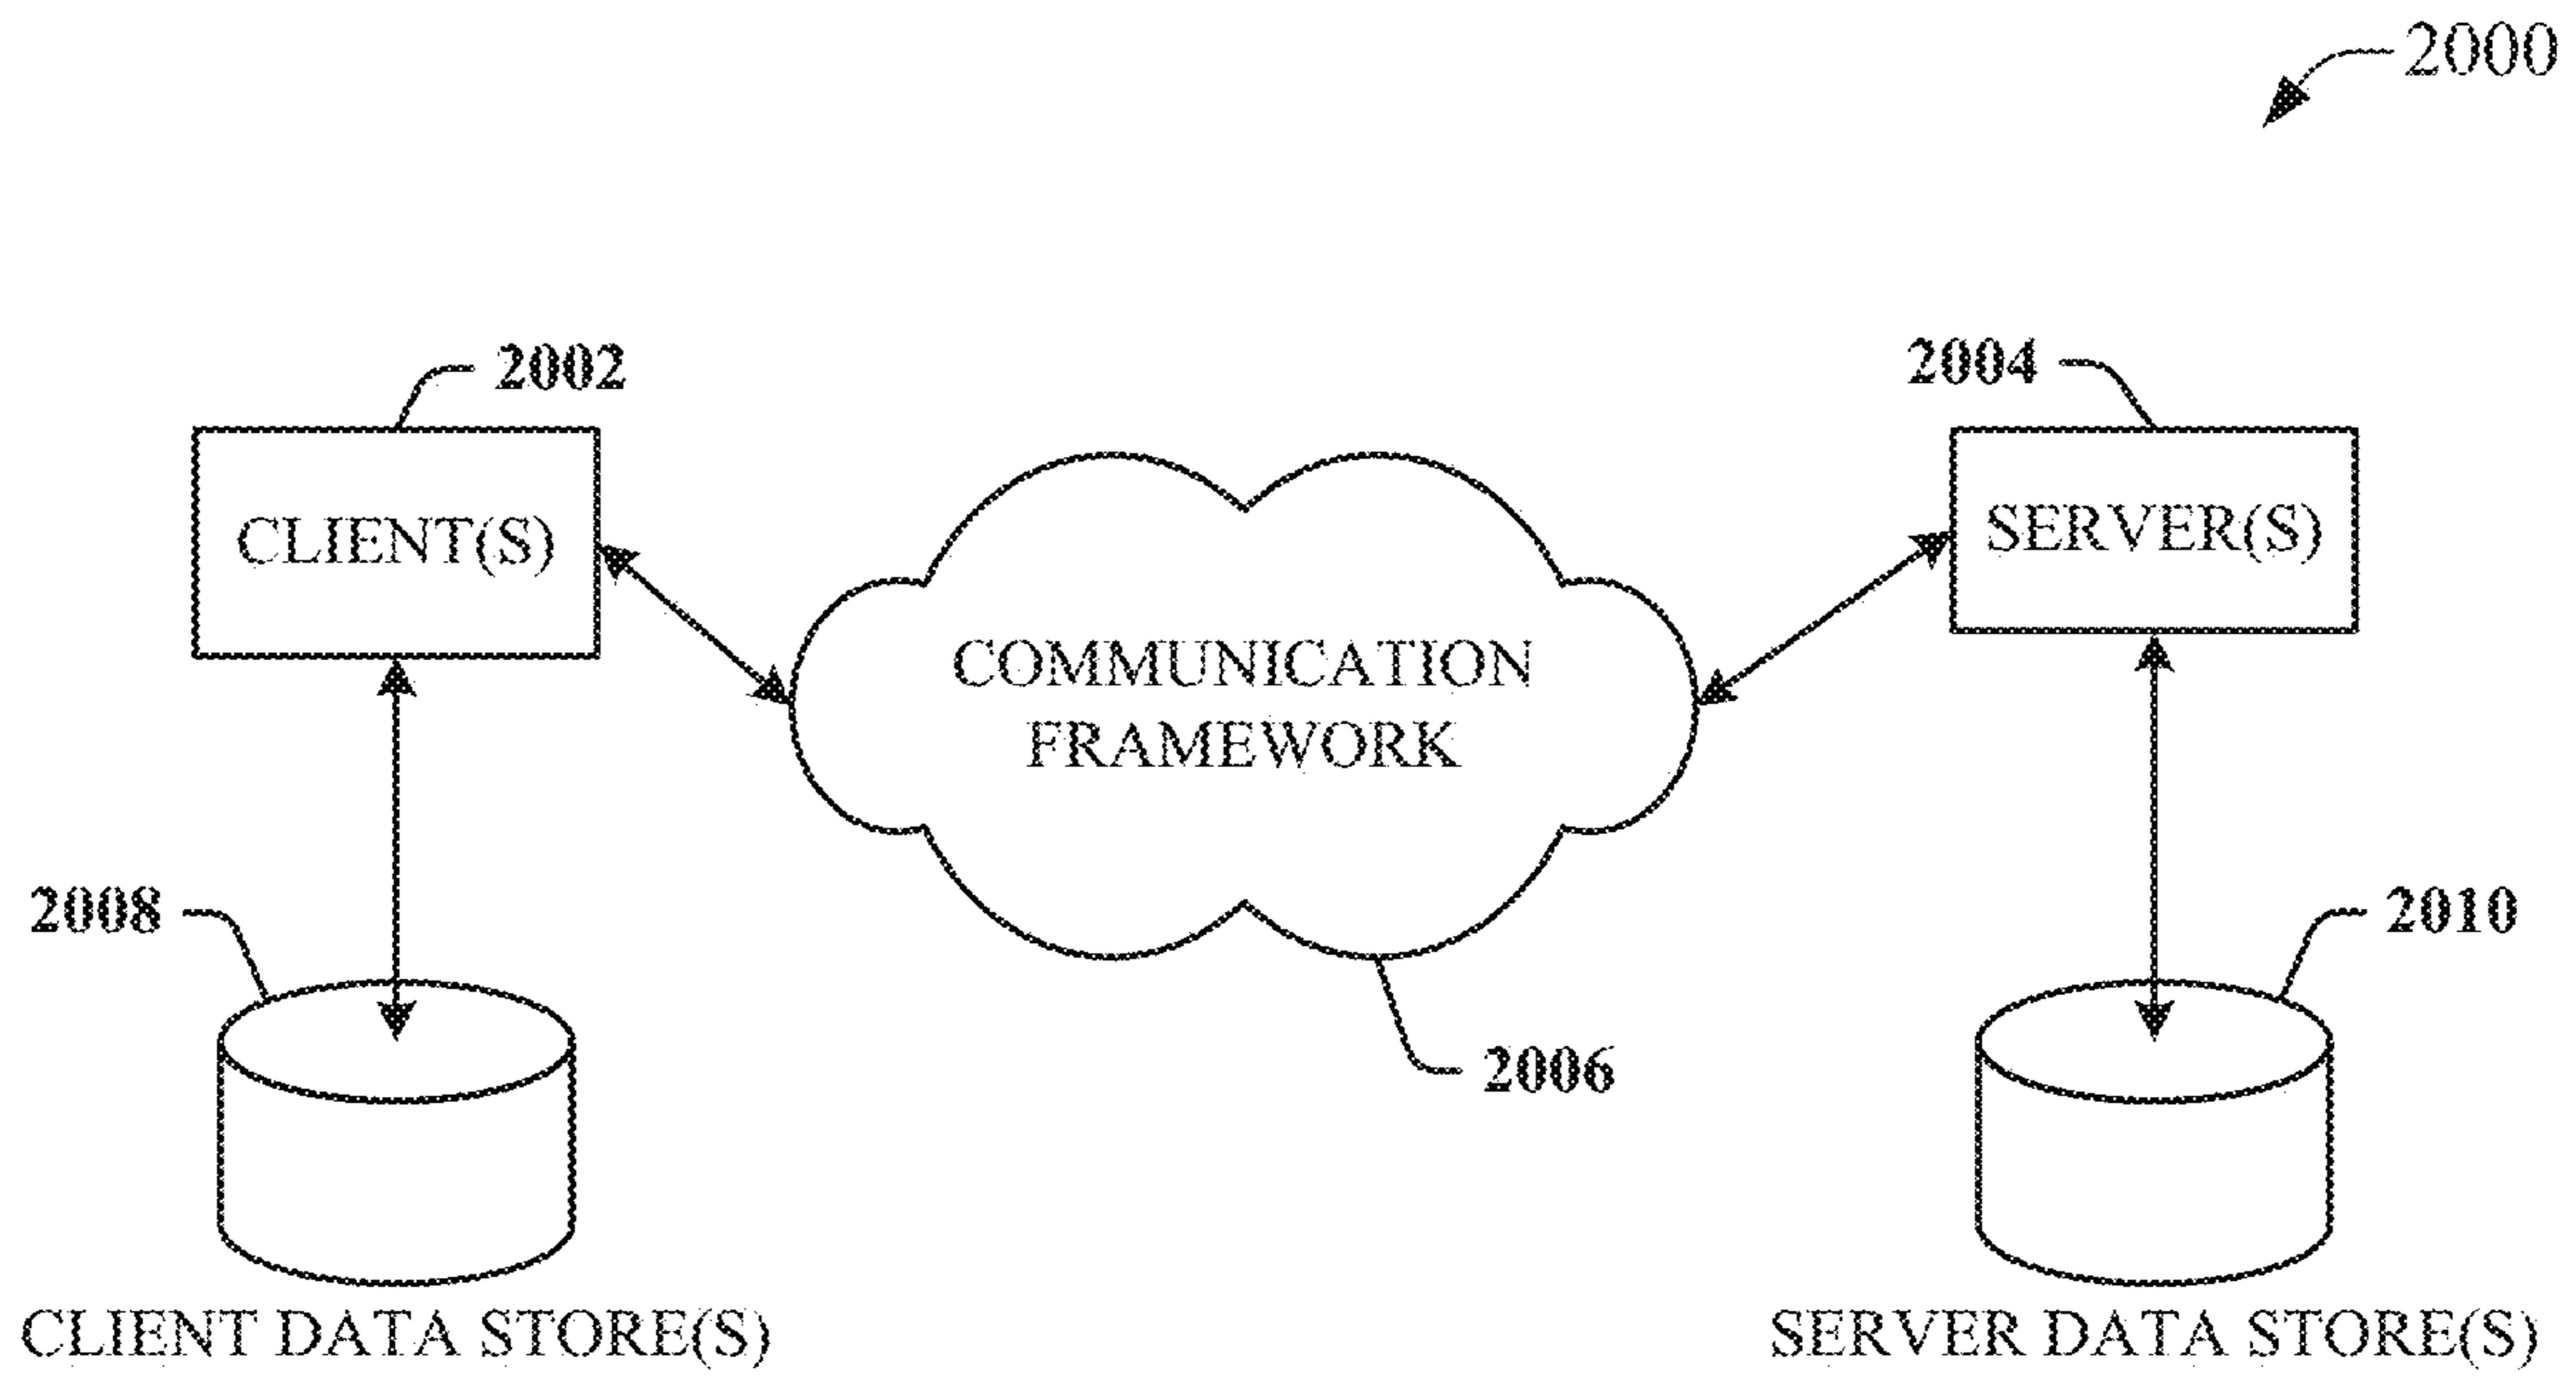 2000
2002
2004
CLIENT(S)
SERVER(S)
COMMUNICATION
FRAMEWORK
2008
2010
2006
CLIENT DATA STORE(S)
SERVER DATA STORE(S)